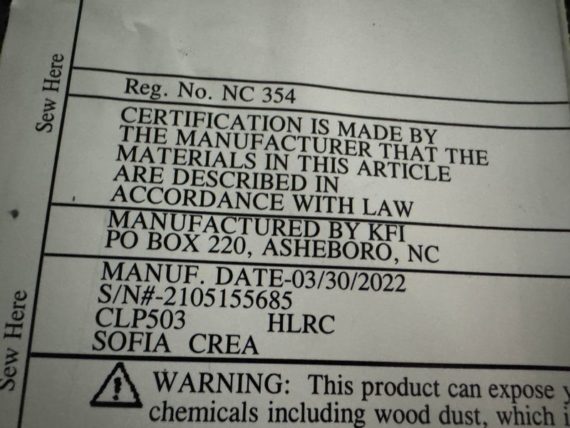 Sew Here
Reg. No. NC 354
CERTIFICATION IS MADE BY
THE MANUFACTURER THAT THE
MATERIALS IN THIS ARTICLE
ARE DESCRIBED IN
ACCORDANCE WITH LAW
MANUFACTURED BY KFI
PO BOX 220, ASHEBORO, NC
MANUF. DATE-03/30/2022
S/N#-2105155685
CLP503 HLRC
SOFIA CREA
Sew Here
WARNING: This product can expose
chemicals including wood dust, which